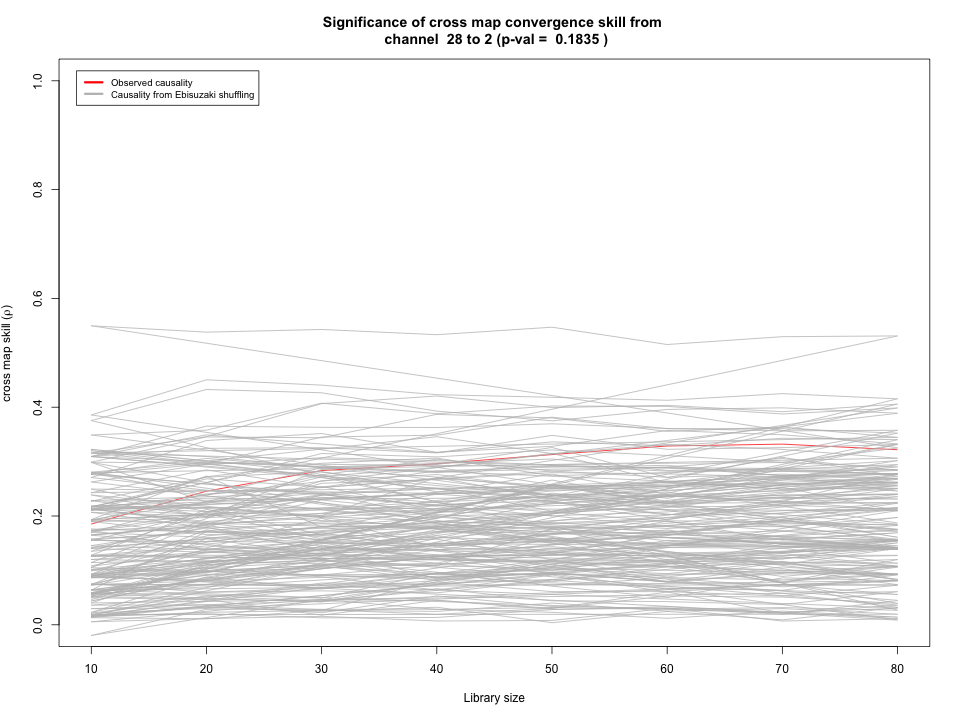 Significance of cross map convergence skill from
channel  28 to 2 (p-val =  0.1835 )
Observed causality
Causality from Ebisuzaki shuffling
cross map skill (ρ)
1.0
0.8
0.6
0.4
0.2
0.0
10 20 30 40 50 60 70 80
Library size